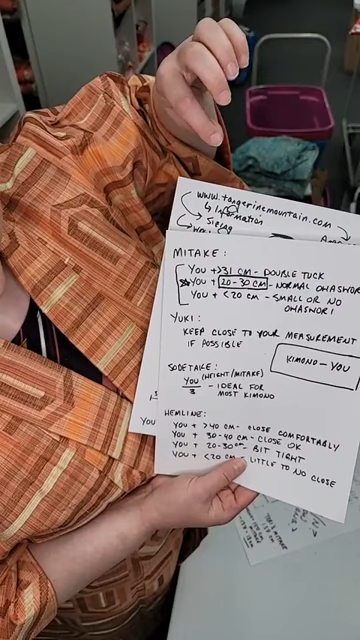 www.tangerinemountain.com
↳ Information
↳ Sizing
MITAKE:
YOU + >31 CM - DOUBLE TUCK
YOU + 20-30 CM - NORMAL OHASHORI
YOU + <20 CM - SMALL OR NO
OHASHORI
YUKI:
KEEP CLOSE TO YOUR MEASUREMENT
IF POSSIBLE
KIMONO - YOU
SODETAKE:
YOU (HEIGHT/MITAKE)
3 - IDEAL FOR
MOST KIMONO
HEMLINE:
YOU + >40 CM - CLOSE COMFORTABLY
YOU + 30-40 CM - CLOSE OK
YOU + 20-30 - BIT TIGHT
YOU + <20 CM - LITTLE TO NO CLOSE
YOU